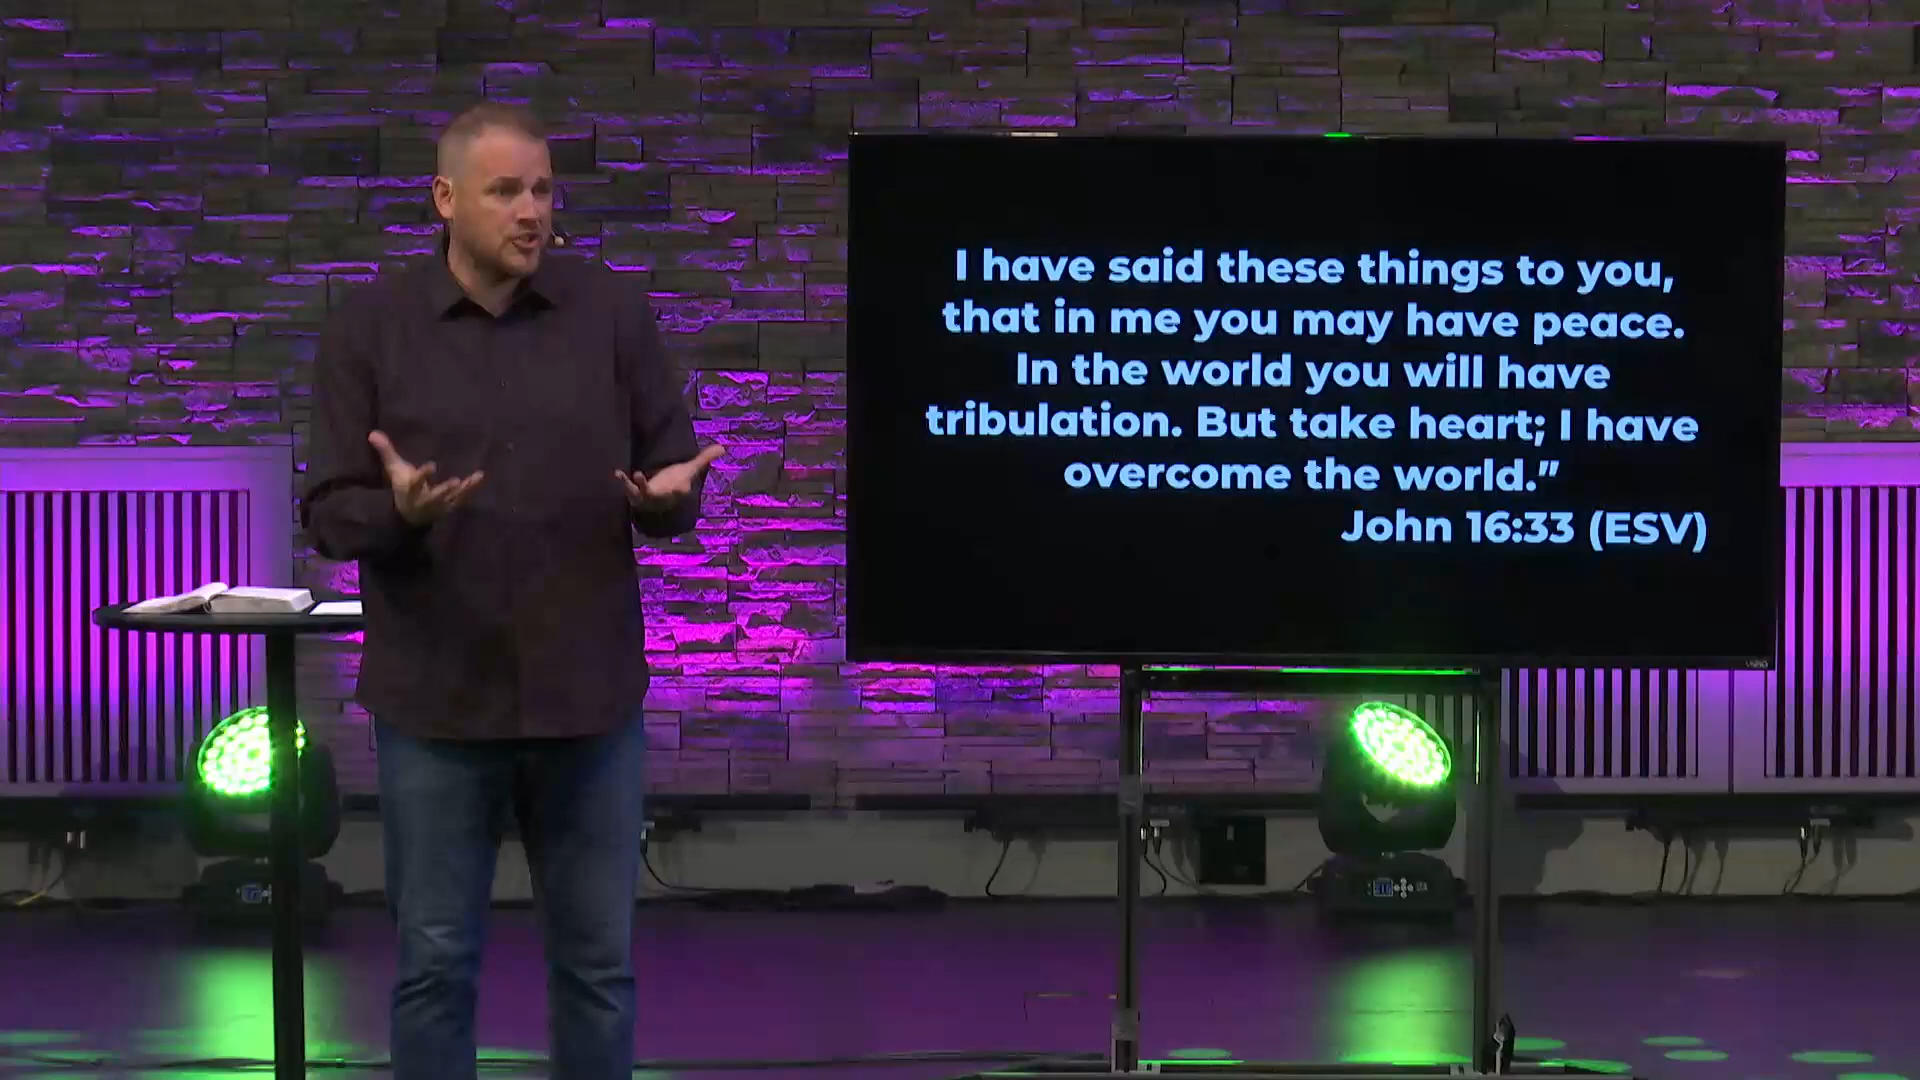 I have said these things to you,
that in me you may have peace.
In the world you will have
tribulation. But take heart; I have
overcome the world.”
John 16:33 (ESV)
VIZIO